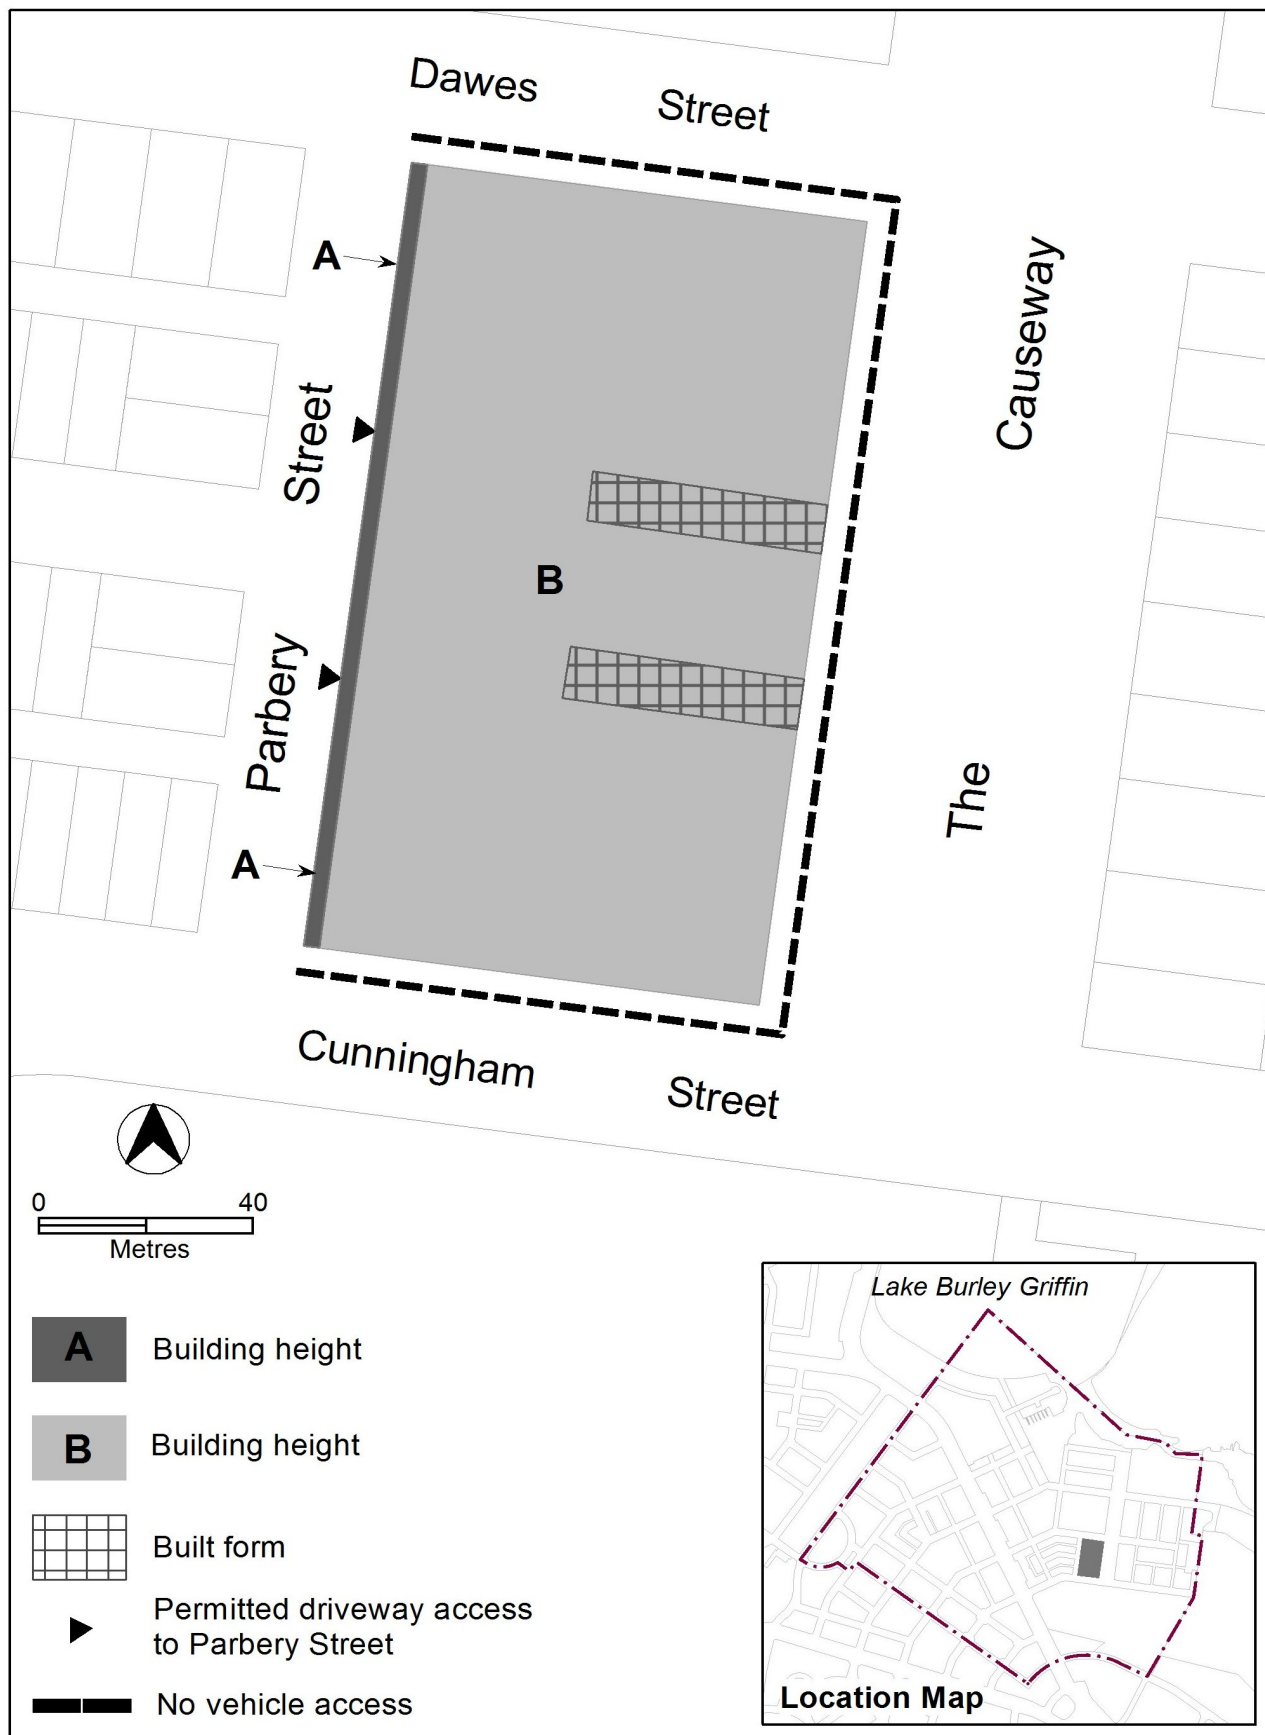 Dawes Street
A
Causeway
Street
B
Parbery
The
A
Cunningham Street
0 40
Metres
A Building height
B Building height
Built form
Permitted driveway access
to Parbery Street
No vehicle access
Lake Burley Griffin
Location Map